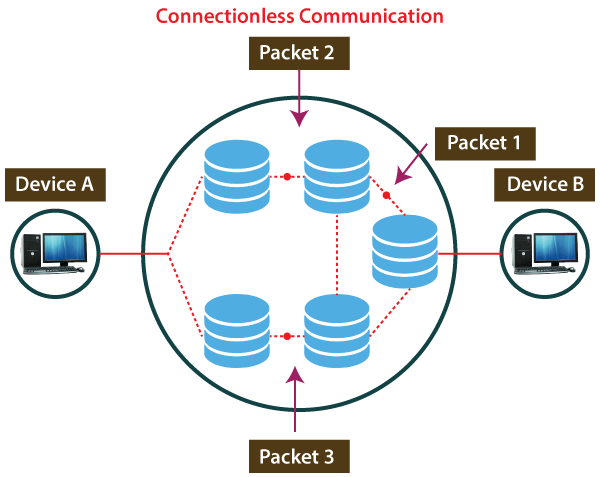 Connectionless Communication
Packet 2
Packet 1
Device A
Device B
Packet 3